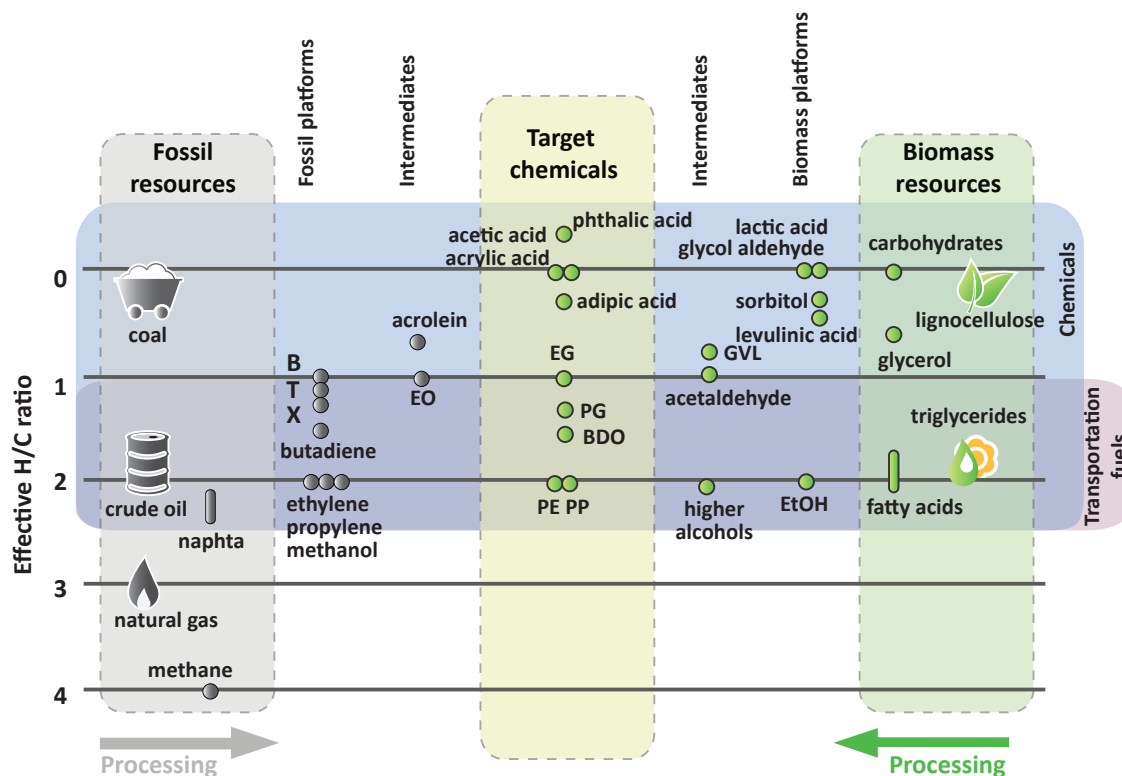 Fossil platforms
Intermediates
Intermediates
Biomass platforms
Fossil
resources
Target
chemicals
Biomass
resources
Effective H/C ratio
0
1
2
3
4
coal
crude oil
naphta
natural gas
methane
B
T
X
butadiene
ethylene
propylene
methanol
acrolein
EO
phthalic acid
acetic acid
acrylic acid
adipic acid
EG
PG
BDO
PE PP
GVL
acetaldehyde
higher
alcohols
lactic acid
glycol aldehyde
sorbitol
levulinic acid
EtOH
carbohydrates
lignocellulose
glycerol
triglycerides
fatty acids
Chemicals
Transportation
fuels
Processing
Processing